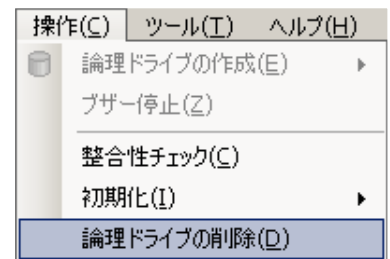 操作(C) ツール(T) ヘルプ(H)
論理ドライブの作成(E)
ブザー停止(Z)
整合性チェック(C)
初期化(I)
論理ドライブの削除(D)